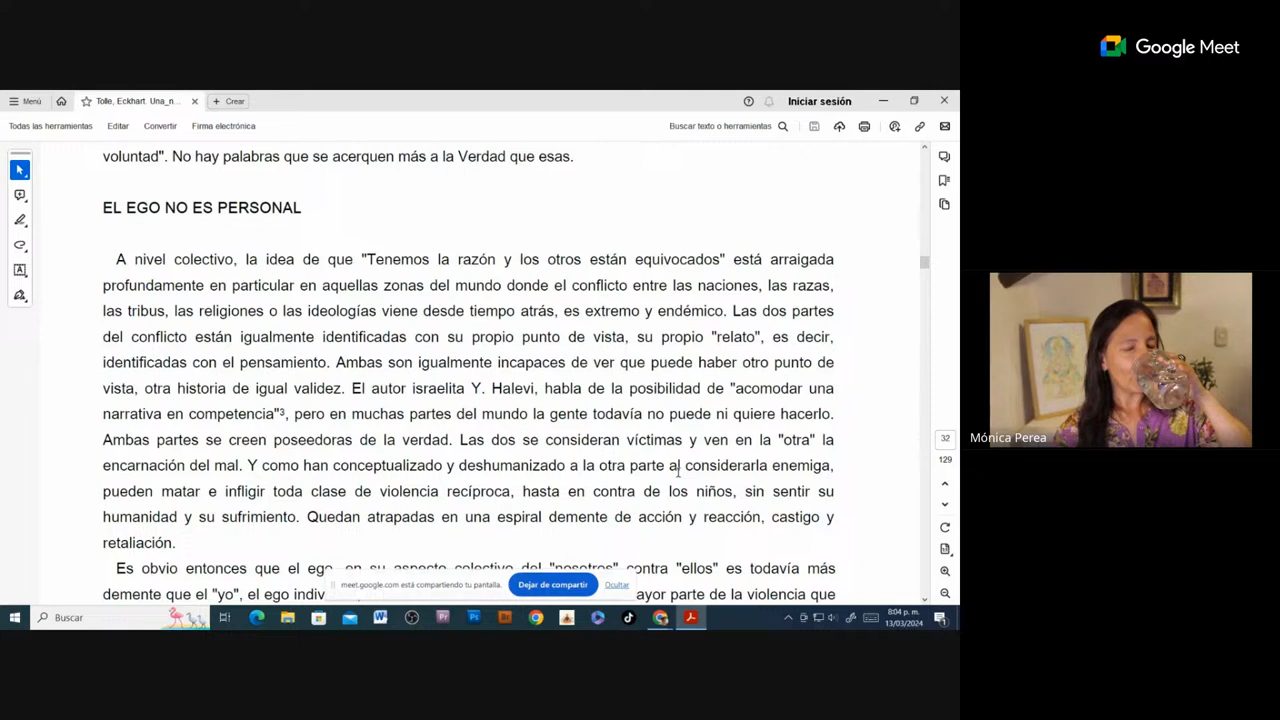 Google Meet
Menú
Tolle, Eckhart. Una_n...
Crear
Iniciar sesión
Todas las herramientas
Editar
Convertir
Firma electrónica
Buscar texto o herramientas
voluntad". No hay palabras que se acerquen más a la Verdad que esas.
EL EGO NO ES PERSONAL
A nivel colectivo, la idea de que "Tenemos la razón y los otros están equivocados" está arraigada
profundamente en particular en aquellas zonas del mundo donde el conflicto entre las naciones, las razas,
las tribus, las religiones o las ideologías viene desde tiempo atrás, es extremo y endémico. Las dos partes
del conflicto están igualmente identificadas con su propio punto de vista, su propio "relato", es decir,
identificadas con el pensamiento. Ambas son igualmente incapaces de ver que puede haber otro punto de
vista, otra historia de igual validez. El autor israelita Y. Halevi, habla de la posibilidad de "acomodar una
narrativa en competencia"³, pero en muchas partes del mundo la gente todavía no puede ni quiere hacerlo.
Ambas partes se creen poseedoras de la verdad. Las dos se consideran víctimas y ven en la "otra" la
encarnación del mal. Y como han conceptualizado y deshumanizado a la otra parte al considerarla enemiga,
pueden matar e infligir toda clase de violencia recíproca, hasta en contra de los niños, sin sentir su
humanidad y su sufrimiento. Quedan atrapadas en una espiral demente de acción y reacción, castigo y
retaliación.
Es obvio entonces que el ego, en su aspecto colectivo del "nosotros" contra "ellos" es todavía más
demente que el "yo", el ego indiv
ayor parte de la violencia que
meet.google.com está compartiendo tu pantalla.
Dejar de compartir
Ocultar
32
129
Mónica Perea
Buscar
8:04 p. m.
13/03/2024